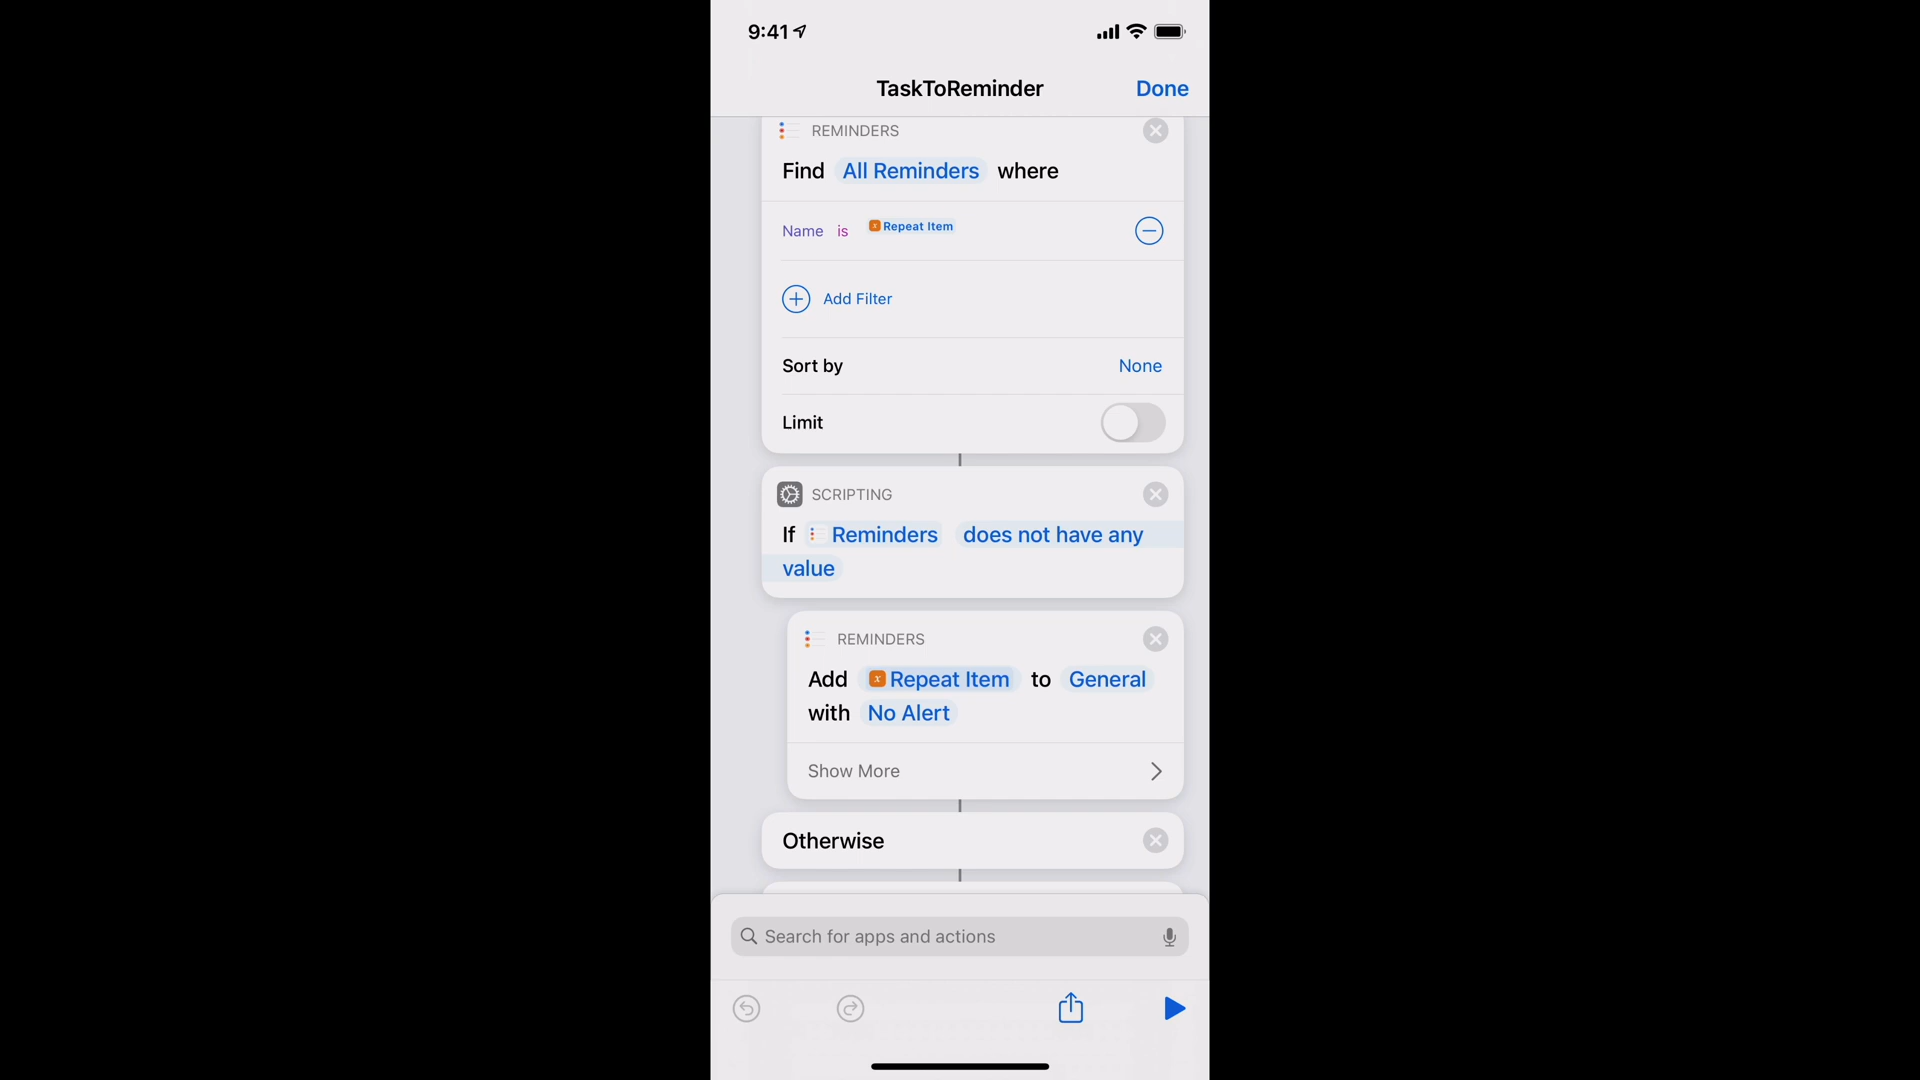 9:41
TaskToReminder
Done
REMINDERS
Find All Reminders where
Name is Repeat Item
Add Filter
Sort by
None
Limit
SCRIPTING
If Reminders does not have any
value
REMINDERS
Add Repeat Item to General
with No Alert
Show More
Otherwise
Search for apps and actions